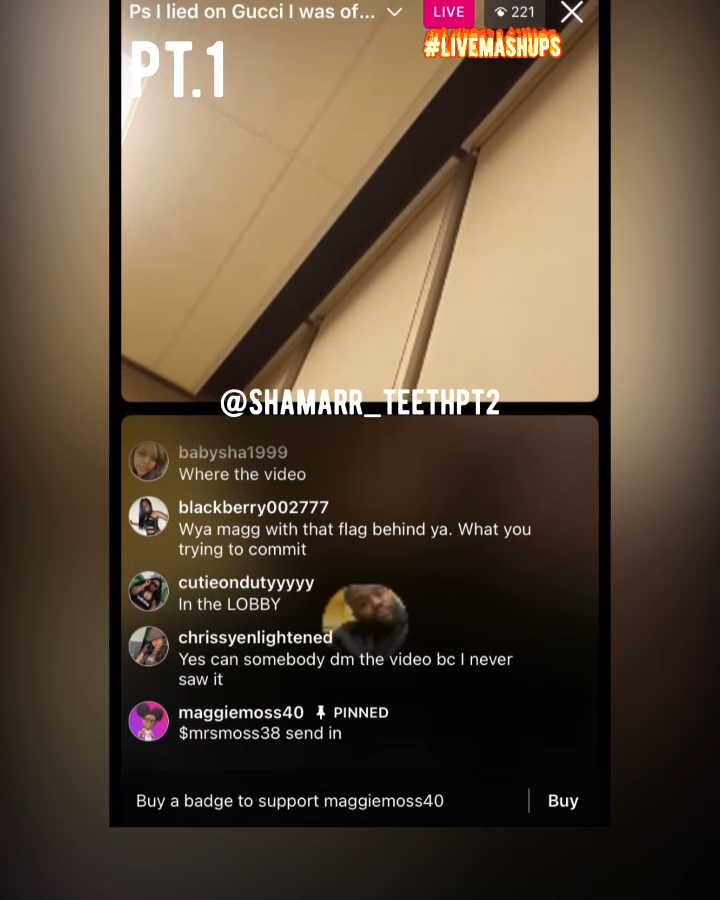 Ps I lied on Gucci I was of...
LIVE
221
#LIVEMASHUPS
PT.1
@SHAMARR_TEETHPT2
babysha1999
Where the video
blackberry002777
Wya magg with that flag behind ya. What you
trying to commit
cutieondutyyyyy
In the LOBBY
chrissyenlightened
Yes can somebody dm the video bc I never
saw it
maggiemoss40 PINNED
$mrsmoss38 send in
Buy a badge to support maggiemoss40
Buy